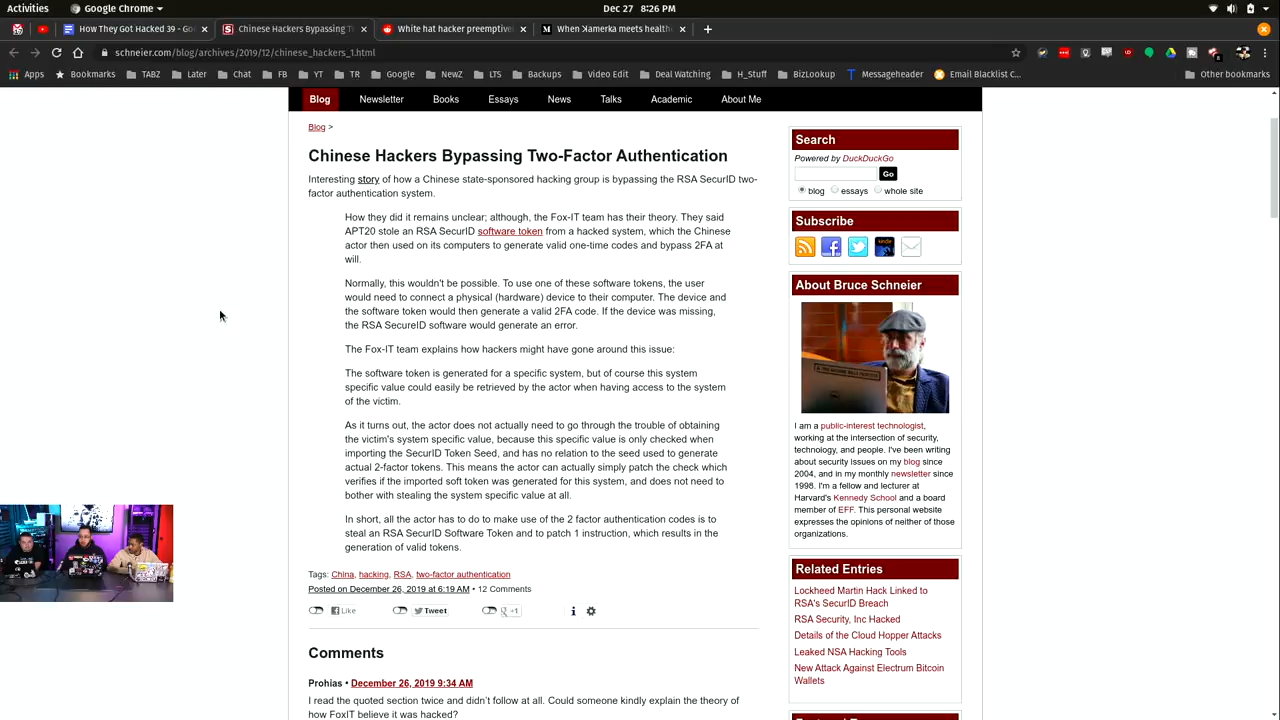 Activities
Google Chrome
Dec 27 8:26 PM
How They Got Hacked 39 - Go
Chinese Hackers Bypassing T
White hat hacker preemptive
When Kamerka meets health
schneier.com/blog/archives/2019/12/chinese_hackers_1.html
Apps
Bookmarks
TABZ
Later
Chat
FB
YT
TR
Google
NewZ
LTS
Backups
Video Edit
Deal Watching
H_Stuff
BizLookup
Messageheader
Email Blacklist C...
Other bookmarks
Blog
Newsletter
Books
Essays
News
Talks
Academic
About Me
Blog >
Chinese Hackers Bypassing Two-Factor Authentication
Interesting story of how a Chinese state-sponsored hacking group is bypassing the RSA SecurID two-
factor authentication system.
How they did it remains unclear; although, the Fox-IT team has their theory. They said
APT20 stole an RSA SecurID software token from a hacked system, which the Chinese
actor then used on its computers to generate valid one-time codes and bypass 2FA at
will.
Normally, this wouldn't be possible. To use one of these software tokens, the user
would need to connect a physical (hardware) device to their computer. The device and
the software token would then generate a valid 2FA code. If the device was missing,
the RSA SecureID software would generate an error.
The Fox-IT team explains how hackers might have gone around this issue:
The software token is generated for a specific system, but of course this system
specific value could easily be retrieved by the actor when having access to the system
of the victim.
As it turns out, the actor does not actually need to go through the trouble of obtaining
the victim's system specific value, because this specific value is only checked when
importing the SecurID Token Seed, and has no relation to the seed used to generate
actual 2-factor tokens. This means the actor can actually simply patch the check which
verifies if the imported soft token was generated for this system, and does not need to
bother with stealing the system specific value at all.
In short, all the actor has to do to make use of the 2 factor authentication codes is to
steal an RSA SecurID Software Token and to patch 1 instruction, which results in the
generation of valid tokens.
Tags: China, hacking, RSA, two-factor authentication
Posted on December 26, 2019 at 6:19 AM • 12 Comments
Like
Tweet
+1
Comments
Prohias • December 26, 2019 9:34 AM
I read the quoted section twice and didn't follow at all. Could someone kindly explain the theory of
how FoxIT believe it was hacked?
Search
Powered by DuckDuckGo
Go
blog essays whole site
Subscribe
kindle
About Bruce Schneier
I am a public-interest technologist,
working at the intersection of security,
technology, and people. I've been writing
about security issues on my blog since
2004, and in my monthly newsletter since
1998. I'm a fellow and lecturer at
Harvard's Kennedy School and a board
member of EFF. This personal website
expresses the opinions of neither of those
organizations.
Related Entries
Lockheed Martin Hack Linked to
RSA's SecurID Breach
RSA Security, Inc Hacked
Details of the Cloud Hopper Attacks
Leaked NSA Hacking Tools
New Attack Against Electrum Bitcoin
Wallets